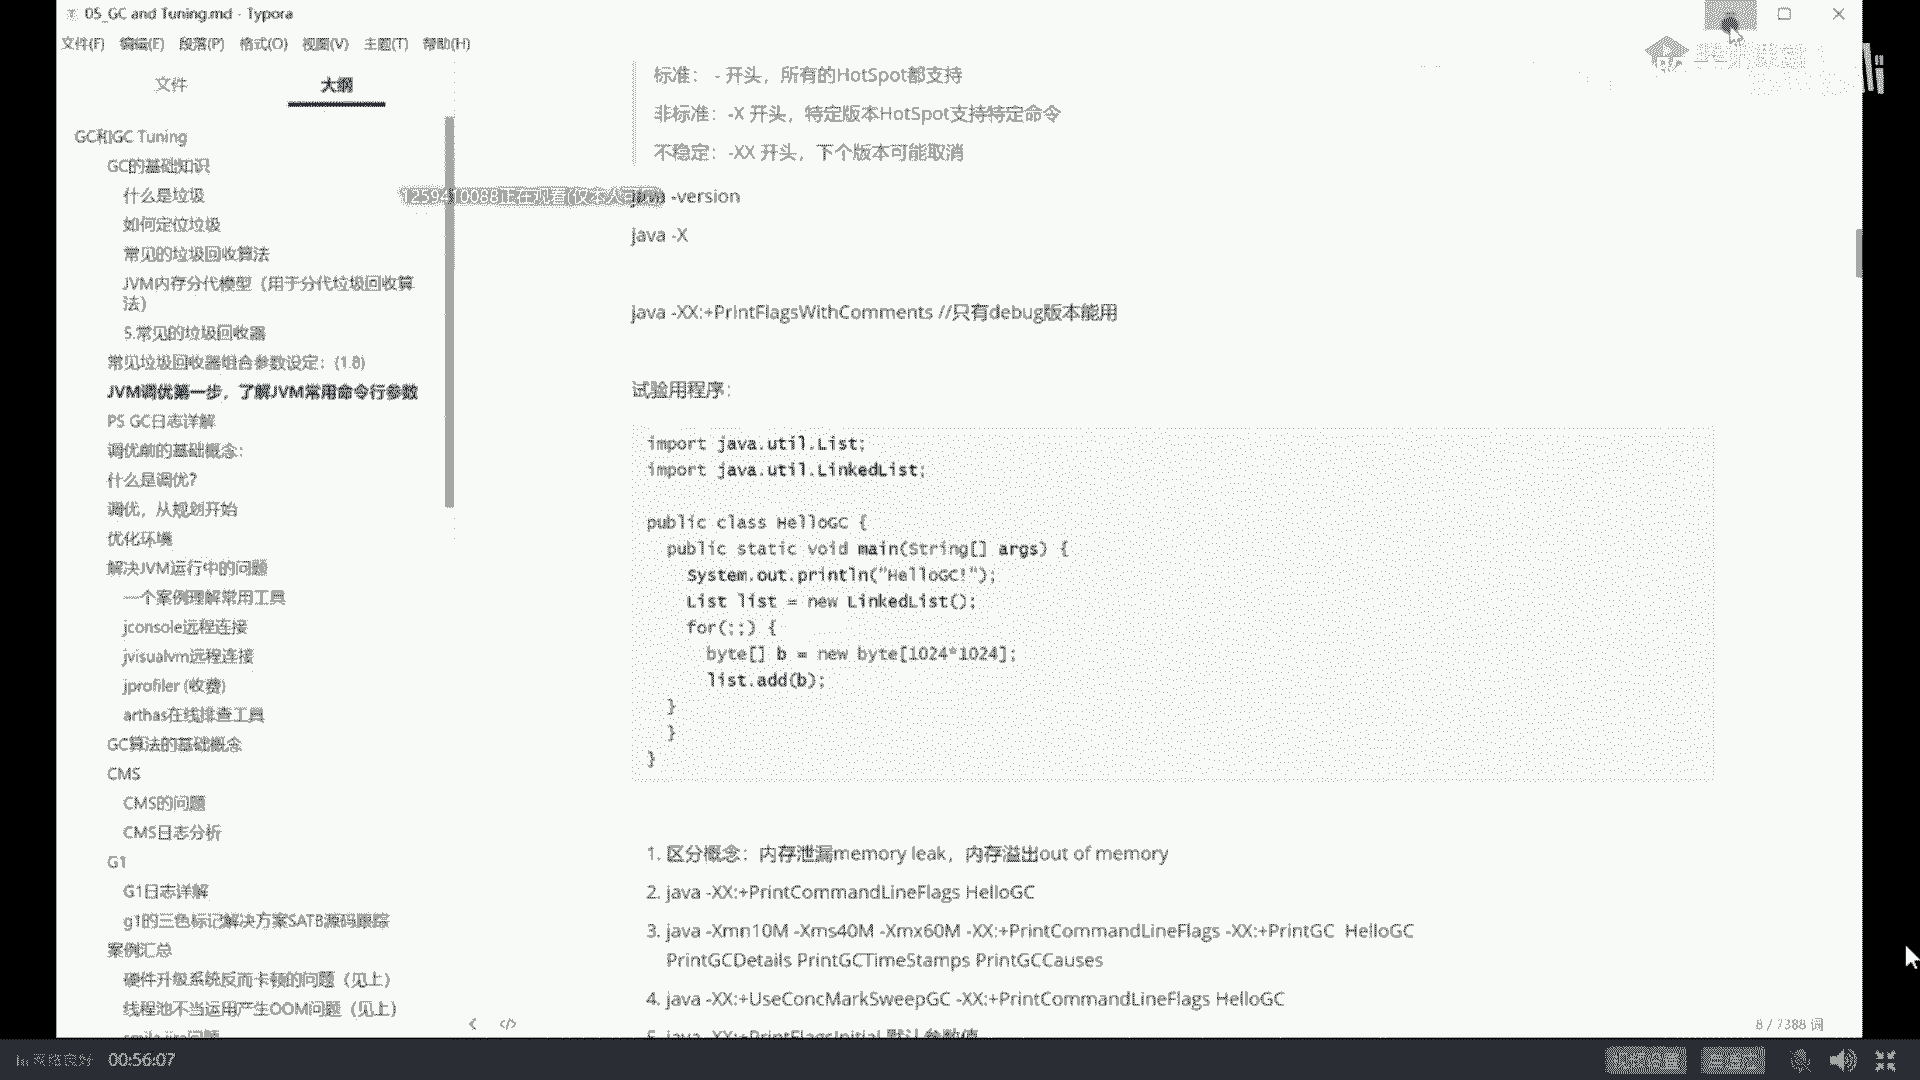 05_GC and Tuning.md - Typora
文件(F) 编辑(E) 段落(P) 格式(O) 视图(V) 主题(T) 帮助(H)
文件
大纲
GC和GC Tuning
GC的基础知识
什么是垃圾
如何定位垃圾
常见的垃圾回收算法
JVM内存分代模型（用于分代垃圾回收算
法）
5.常见的垃圾回收器
常见垃圾回收器组合参数设定：(1.8)
JVM调优第一步，了解JVM常用命令行参数
PS GC日志详解
调优前的基础概念：
什么是调优？
调优，从规划开始
优化环境
解决JVM运行中的问题
一个案例理解常用工具
jconsole远程连接
jvisualvm远程连接
jprofiler (收费)
arthas在线排查工具
GC算法的基础概念
CMS
CMS的问题
CMS日志分析
G1
G1日志详解
g1的三色标记解决方案SATB源码跟踪
案例汇总
硬件升级系统反而卡顿的问题（见上）
线程池不当运用产生OOM问题（见上）
smile jira问题
标准： - 开头，所有的HotSpot都支持
非标准：-X 开头，特定版本HotSpot支持特定命令
不稳定：-XX 开头，下个版本可能取消
正在观看(仅本人
java -version
java -X
java -XX:+PrintFlagsWithComments //只有debug版本能用
试验用程序：
import java.util.List;
import java.util.LinkedList;
public class HelloGC {
public static void main(String[] args) {
System.out.println("HelloGC!");
List list = new LinkedList();
for(;;) {
byte[] b = new byte[1024*1024];
list.add(b);
}
}
}
1. 区分概念：内存泄漏memory leak，内存溢出out of memory
2. java -XX:+PrintCommandLineFlags HelloGC
3. java -Xmn10M -Xms40M -Xmx60M -XX:+PrintCommandLineFlags -XX:+PrintGC HelloGC
PrintGCDetails PrintGCTimeStamps PrintGCCauses
4. java -XX:+UseConcMarkSweepGC -XX:+PrintCommandLineFlags HelloGC
5. java -XX:+PrintFlagsInitial 默认参数值
8 / 7388 词
网络良好 00:56:07